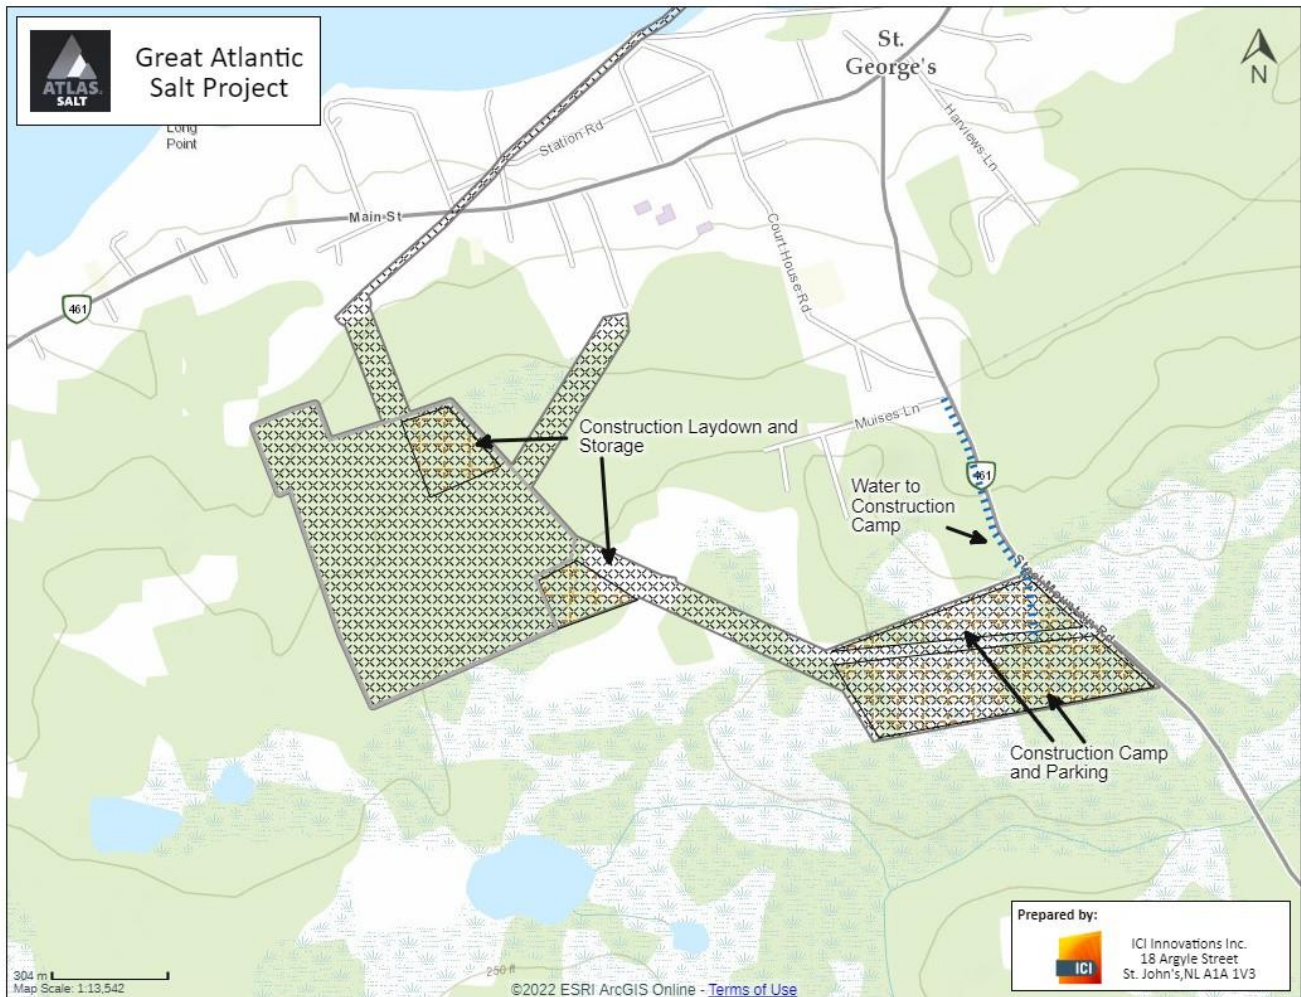 ATLAS.
SALT
Great Atlantic
Salt Project
St.
George's
N
Long
Point
Station Rd
Harviews Ln
Main St
Court House Rd
461
Construction Laydown and
Storage
Muises Ln
461
Water to
Construction
Camp
Steel Mountain Rd
Construction Camp
and Parking
Prepared by:
ICI
ICI Innovations Inc.
18 Argyle Street
St. John's,NL A1A 1V3
250 ft
304 m
Map Scale: 1:13,542
©2022 ESRI ArcGIS Online - Terms of Use